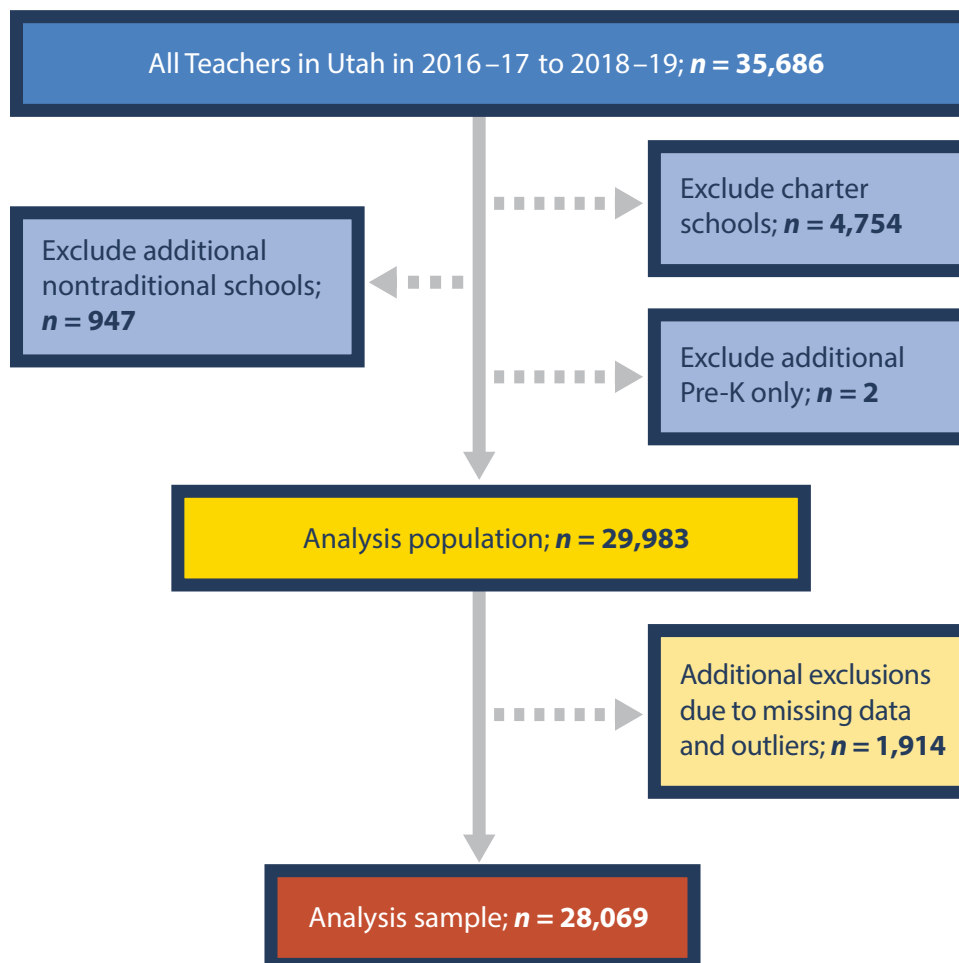 All Teachers in Utah in 2016–17 to 2018–19; n = 35,686
Exclude charter
schools; n = 4,754
Exclude additional
nontraditional schools;
n = 947
Exclude additional
Pre-K only; n = 2
Analysis population; n = 29,983
Additional exclusions
due to missing data
and outliers; n = 1,914
Analysis sample; n = 28,069